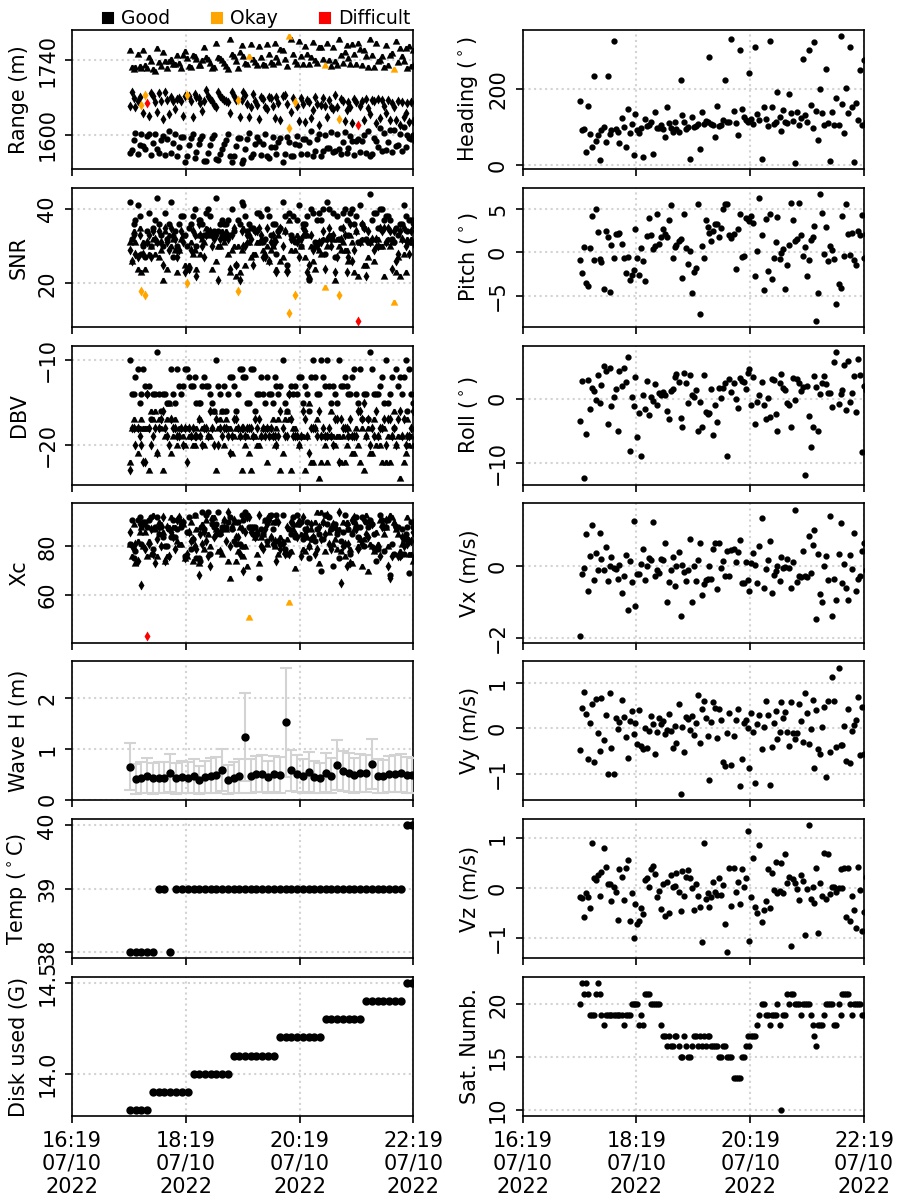 Good Okay Difficult
Range (m)
1740
1600
Heading (°)
200
0
SNR
40
20
Pitch (°)
5
0
−5
DBV
−10
−20
Roll (°)
0
−10
Xc
80
60
Vx (m/s)
0
−2
Wave H (m)
2
1
0
Vy (m/s)
1
0
−1
Temp (°C)
40
39
38
Vz (m/s)
1
0
−1
Disk used (G)
14.5
14.0
Sat. Numb.
20
15
10
16:19 18:19 20:19 22:19
07/10 07/10 07/10 07/10
2022 2022 2022 2022
16:19 18:19 20:19 22:19
07/10 07/10 07/10 07/10
2022 2022 2022 2022